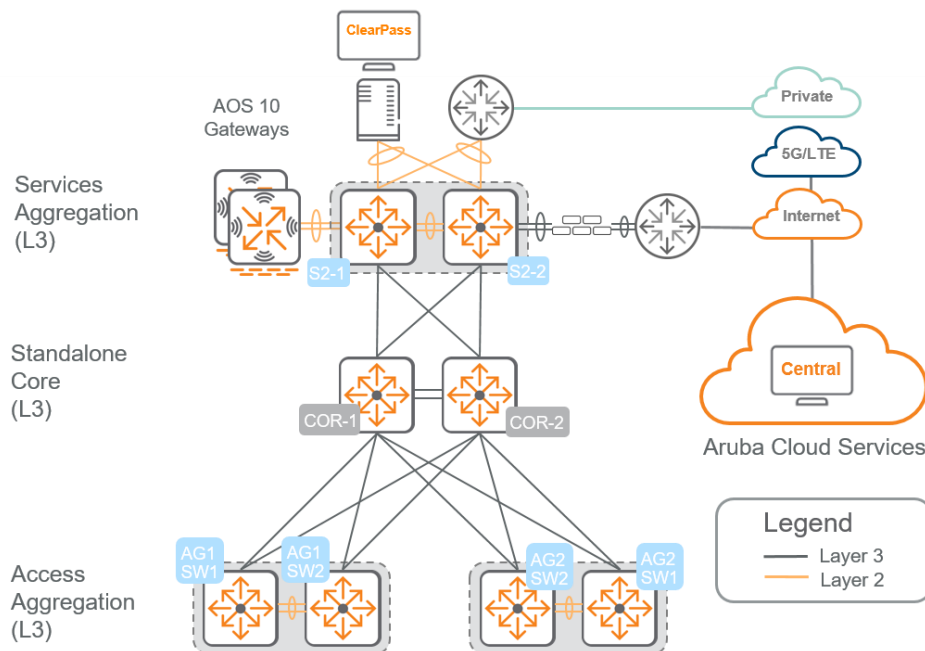 ClearPass
AOS 10
Gateways
Private
5G/LTE
Internet
Services
Aggregation
(L3)
S2-1
S2-2
Standalone
Core
(L3)
COR-1
COR-2
Central
Aruba Cloud Services
Legend
Layer 3
Layer 2
AG1
SW1
AG1
SW2
AG2
SW2
AG2
SW1
Access
Aggregation
(L3)